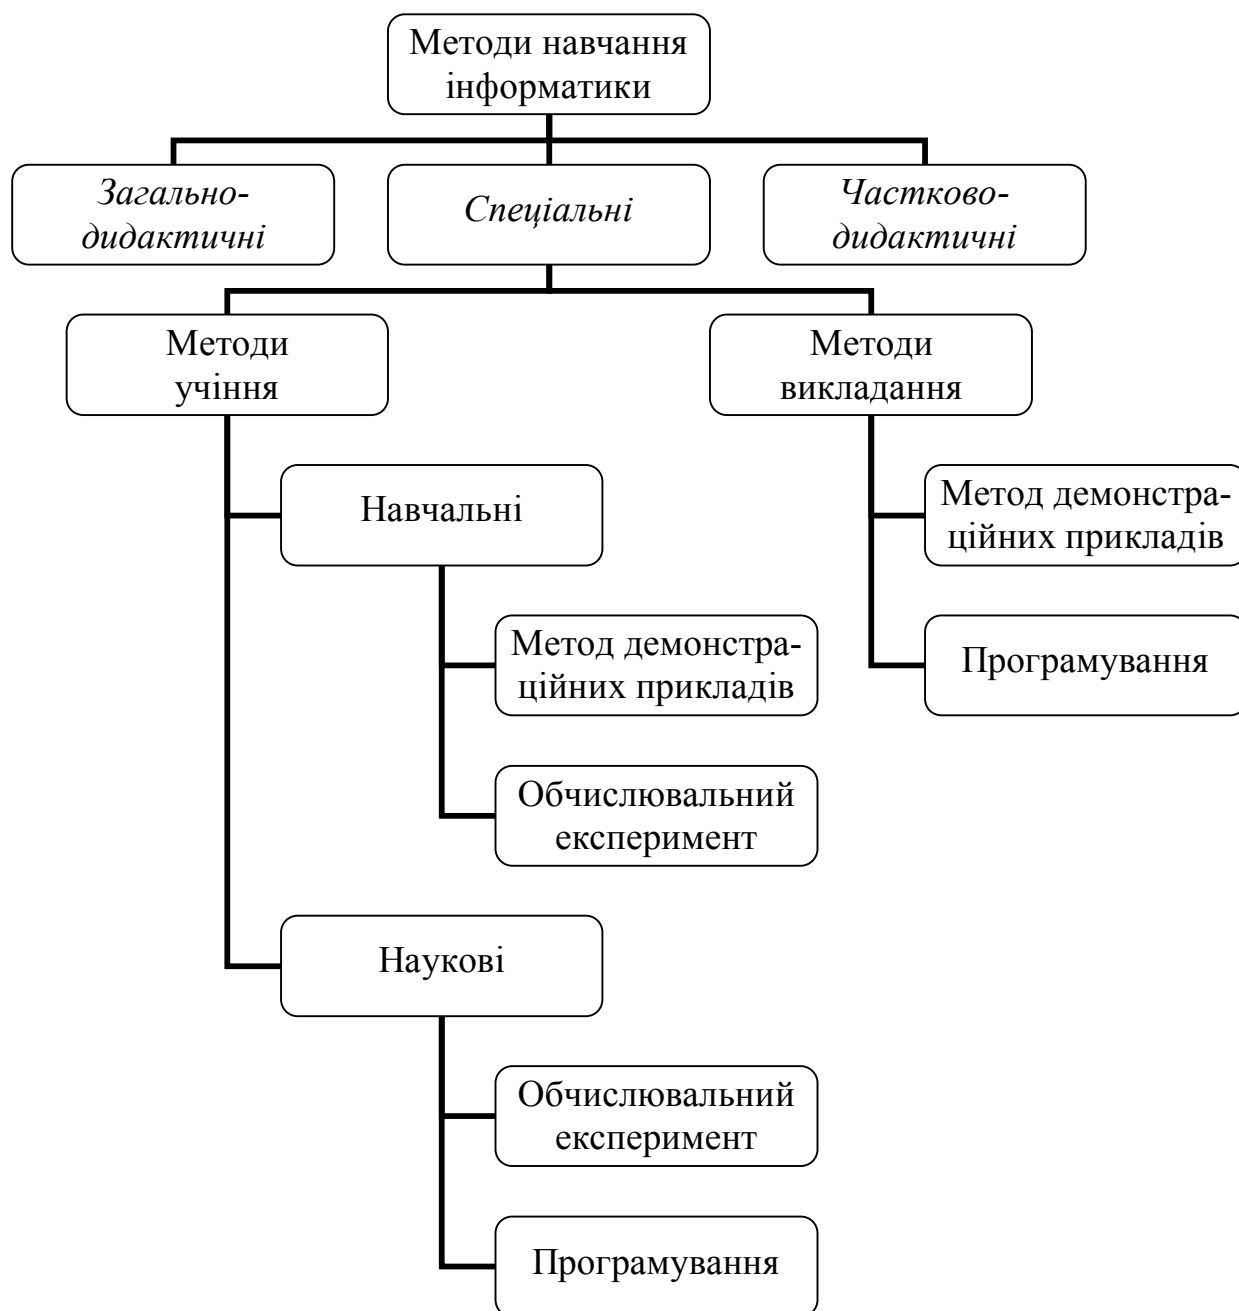 Методи навчання
інформатики
Загально-
дидактичні
Спеціальні
Частково-
дидактичні
Методи
учіння
Методи
викладання
Навчальні
Метод демонстра-
ційних прикладів
Метод демонстра-
ційних прикладів
Програмування
Обчислювальний
експеримент
Наукові
Обчислювальний
експеримент
Програмування